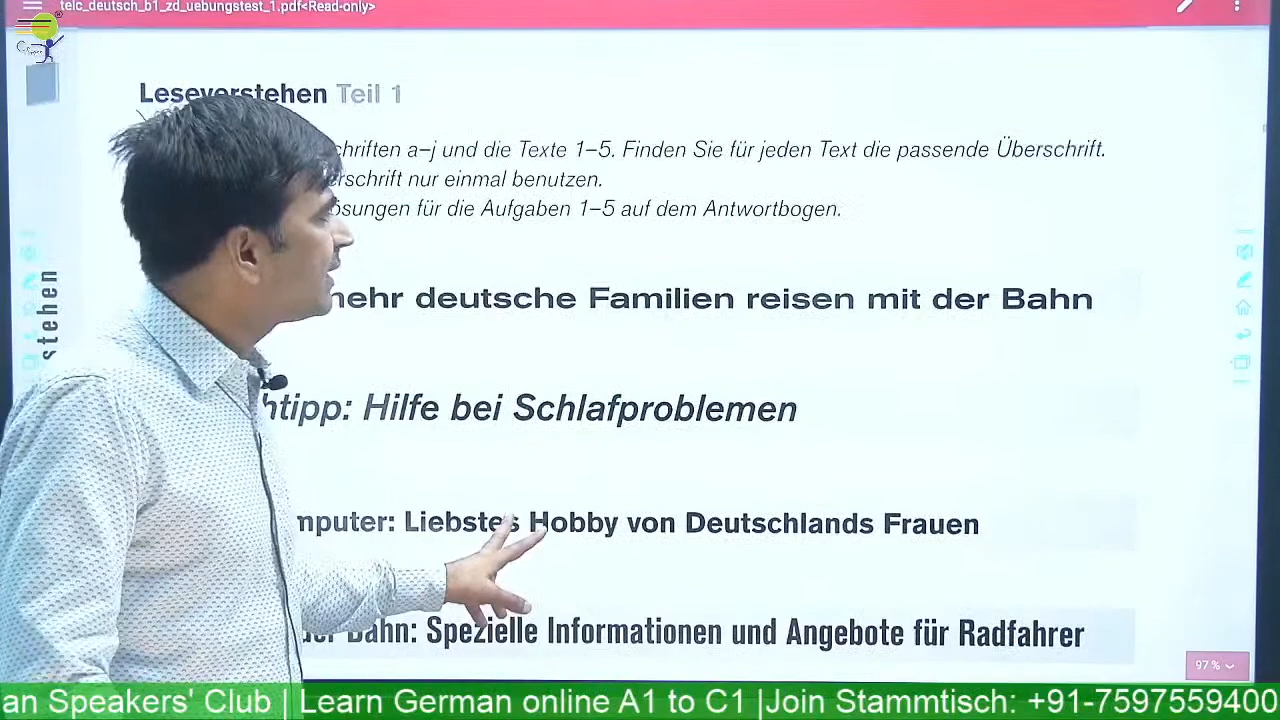 telc_deutsch_b1_zd_uebungstest_1.pdf<Read-only>
Leseverstehen Teil 1
chriften a–j und die Texte 1–5. Finden Sie für jeden Text die passende Überschrift.
erschrift nur einmal benutzen.
ösungen für die Aufgaben 1–5 auf dem Antwortbogen.
stehen
mehr deutsche Familien reisen mit der Bahn
htipp: Hilfe bei Schlafproblemen
mputer: Liebstes Hobby von Deutschlands Frauen
der Bahn: Spezielle Informationen und Angebote für Radfahrer
97 %
an Speakers' Club | Learn German online A1 to C1 |Join Stammtisch: +91-7597559400